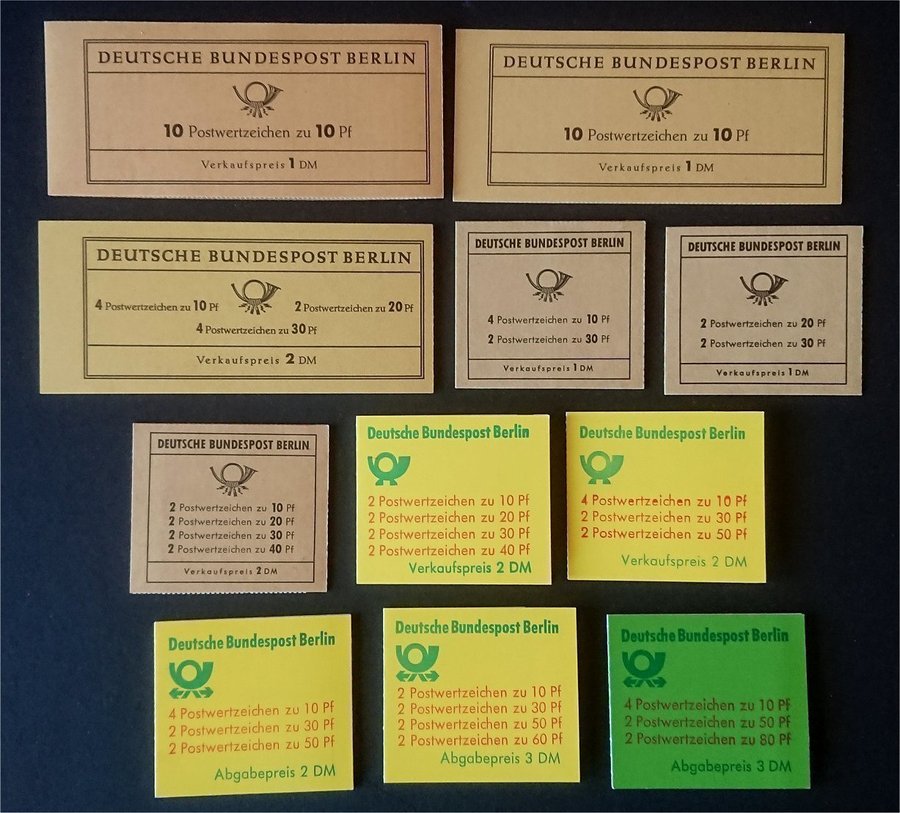 DEUTSCHE BUNDESPOST BERLIN
10 Postwertzeichen zu 10 Pf
Verkaufspreis 1 DM
DEUTSCHE BUNDESPOST BERLIN
10 Postwertzeichen zu 10 Pf
Verkaufspreis 1 DM
DEUTSCHE BUNDESPOST BERLIN
4 Postwertzeichen zu 10 Pf 2 Postwertzeichen zu 20 Pf
4 Postwertzeichen zu 30 Pf
Verkaufspreis 2 DM
DEUTSCHE BUNDESPOST BERLIN
4 Postwertzeichen zu 10 Pf
2 Postwertzeichen zu 30 Pf
Verkaufspreis 1 DM
DEUTSCHE BUNDESPOST BERLIN
2 Postwertzeichen zu 20 Pf
2 Postwertzeichen zu 30 Pf
Verkaufspreis 1 DM
DEUTSCHE BUNDESPOST BERLIN
2 Postwertzeichen zu 10 Pf
2 Postwertzeichen zu 20 Pf
2 Postwertzeichen zu 30 Pf
2 Postwertzeichen zu 40 Pf
Verkaufspreis 2 DM
Deutsche Bundespost Berlin
2 Postwertzeichen zu 10 Pf
2 Postwertzeichen zu 20 Pf
2 Postwertzeichen zu 30 Pf
2 Postwertzeichen zu 40 Pf
Verkaufspreis 2 DM
Deutsche Bundespost Berlin
4 Postwertzeichen zu 10 Pf
2 Postwertzeichen zu 30 Pf
2 Postwertzeichen zu 50 Pf
Verkaufspreis 2 DM
Deutsche Bundespost Berlin
4 Postwertzeichen zu 10 Pf
2 Postwertzeichen zu 30 Pf
2 Postwertzeichen zu 50 Pf
Abgabepreis 2 DM
Deutsche Bundespost Berlin
2 Postwertzeichen zu 10 Pf
2 Postwertzeichen zu 30 Pf
2 Postwertzeichen zu 50 Pf
2 Postwertzeichen zu 60 Pf
Abgabepreis 3 DM
Deutsche Bundespost Berlin
4 Postwertzeichen zu 10 Pf
2 Postwertzeichen zu 50 Pf
2 Postwertzeichen zu 80 Pf
Abgabepreis 3 DM